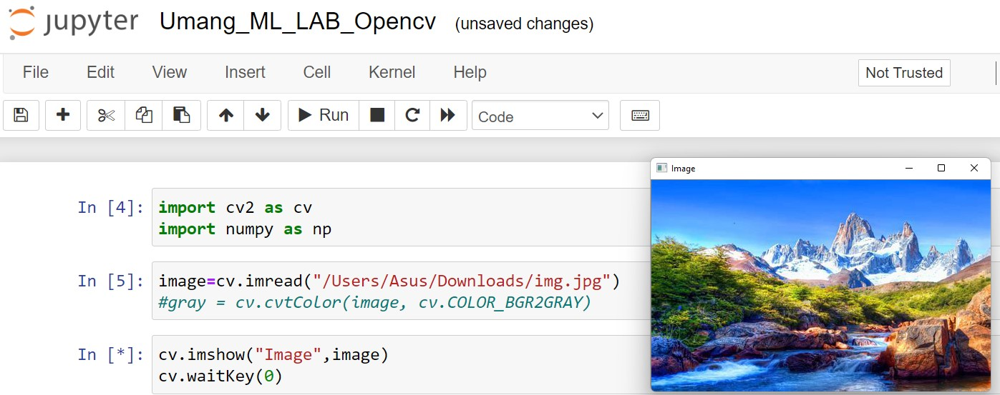 jupyter Umang_ML_LAB_Opencv (unsaved changes)
File Edit View Insert Cell Kernel Help Not Trusted
Run Code
Image
In [4]: import cv2 as cv
import numpy as np
In [5]: image=cv.imread("/Users/Asus/Downloads/img.jpg")
#gray = cv.cvtColor(image, cv.COLOR_BGR2GRAY)
In [*]: cv.imshow("Image",image)
cv.waitKey(0)